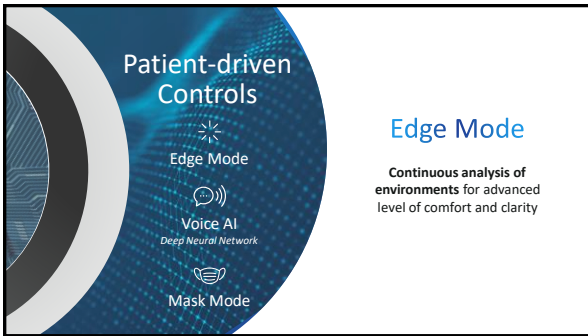 Patient-driven
Controls
Edge Mode
Voice AI
Deep Neural Network
Mask Mode
Edge Mode
Continuous analysis of
environments for advanced
level of comfort and clarity